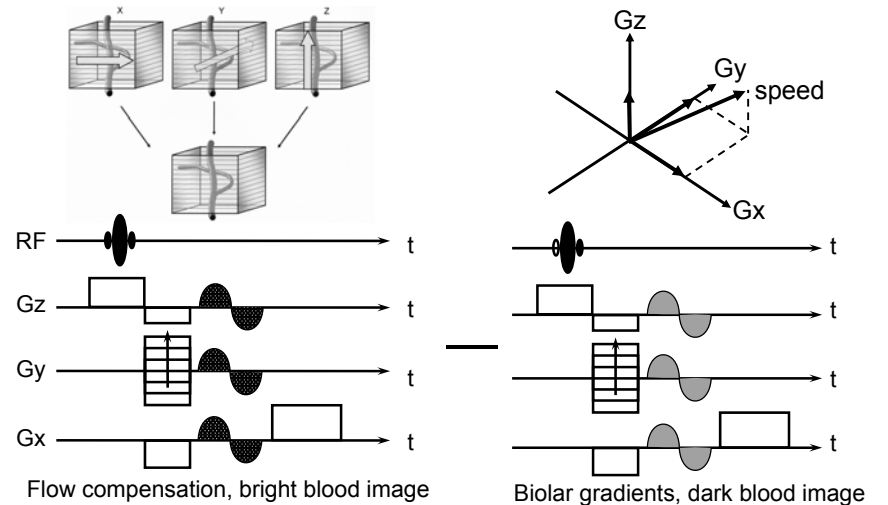 X Y Z
Gz
Gy
speed
Gx
RF t
Gz t
Gy t
Gx t
Flow compensation, bright blood image
t
t
t
t
Biolar gradients, dark blood image